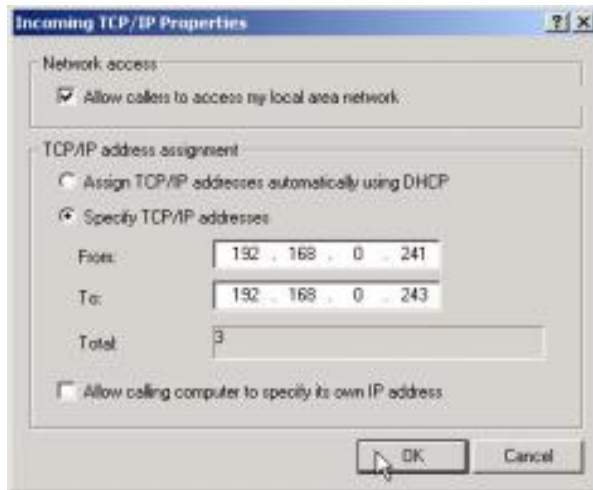 Incoming TCP/IP Properties
Network access
Allow callers to access my local area network
TCP/IP address assignment
Assign TCP/IP addresses automatically using DHCP
Specify TCP/IP addresses
From: 192 . 168 . 0 . 241
To: 192 . 168 . 0 . 243
Total: 3
Allow calling computer to specify its own IP address
OK Cancel